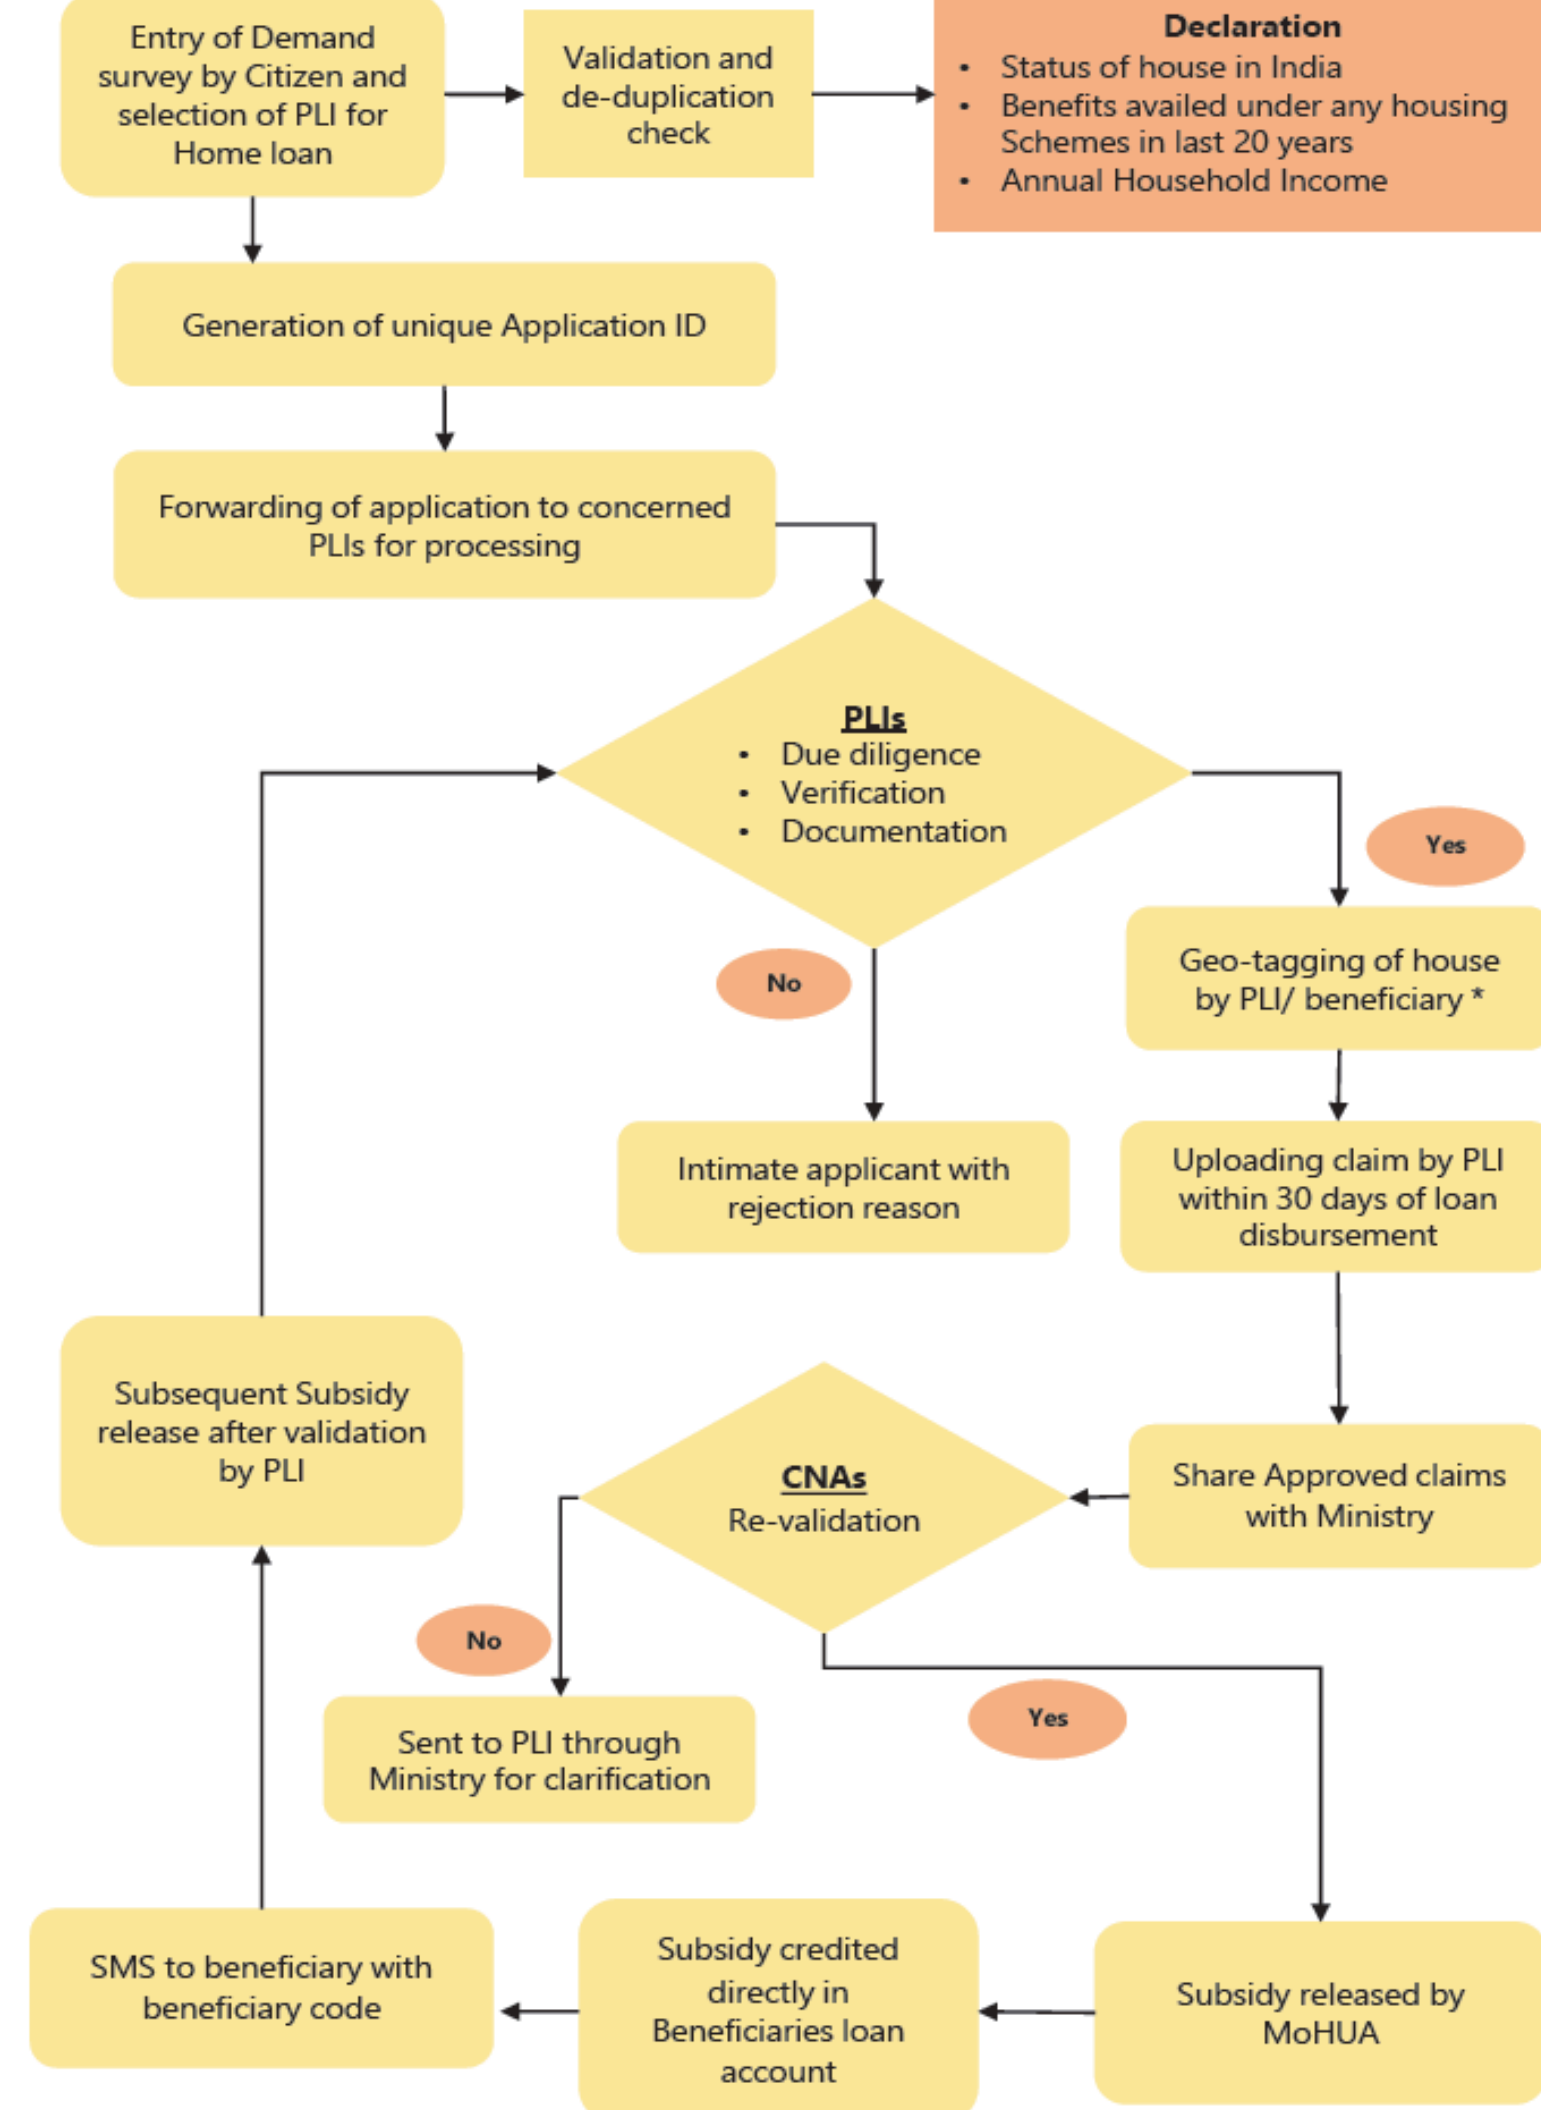 Entry of Demand
survey by Citizen and
selection of PLI for
Home loan
Validation and
de-duplication
check
Declaration
• Status of house in India
• Benefits availed under any housing
Schemes in last 20 years
• Annual Household Income
Generation of unique Application ID
Forwarding of application to concerned
PLIs for processing
PLIs
• Due diligence
• Verification
• Documentation
Yes
No
Geo-tagging of house
by PLI/ beneficiary *
Intimate applicant with
rejection reason
Uploading claim by PLI
within 30 days of loan
disbursement
Subsequent Subsidy
release after validation
by PLI
CNAs
Re-validation
Share Approved claims
with Ministry
No
Yes
Sent to PLI through
Ministry for clarification
SMS to beneficiary with
beneficiary code
Subsidy credited
directly in
Beneficiaries loan
account
Subsidy released by
MoHUA